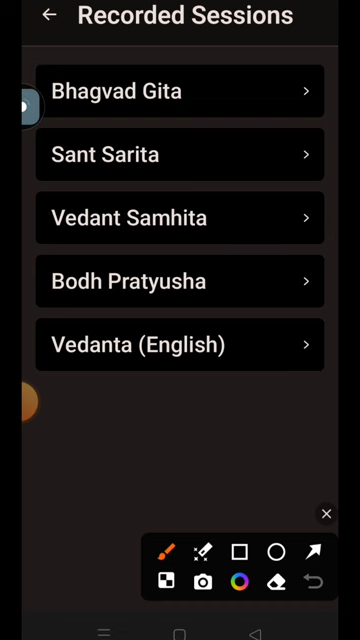 Recorded Sessions
Bhagvad Gita
Sant Sarita
Vedant Samhita
Bodh Pratyusha
Vedanta (English)